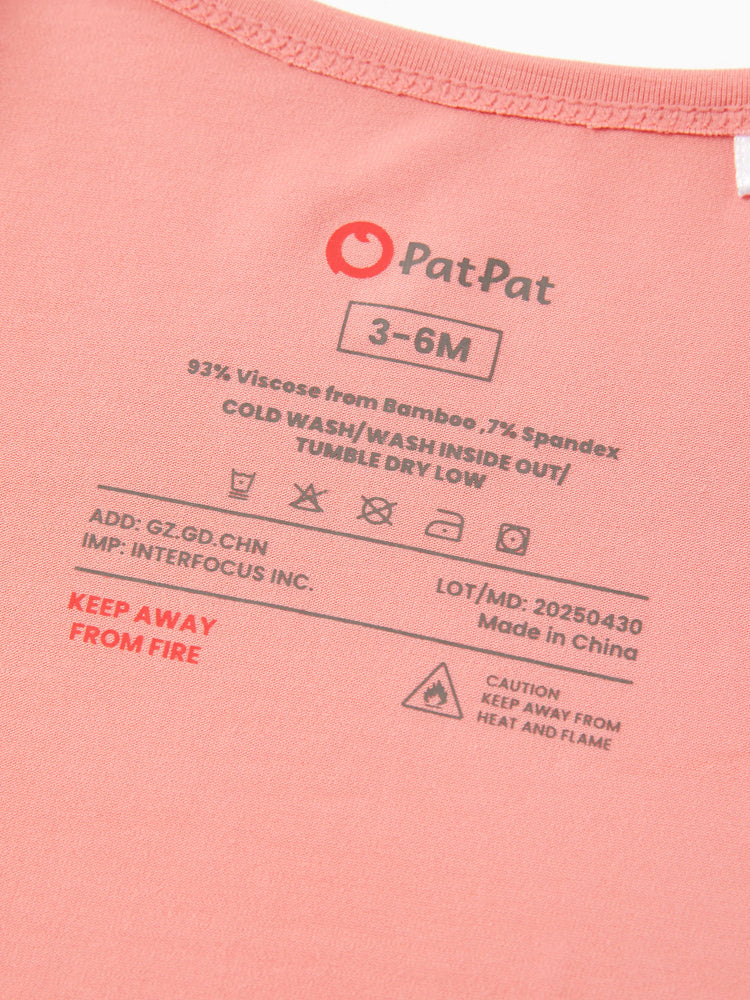 PatPat
3-6M
93% Viscose from Bamboo ,7% Spandex
COLD WASH/WASH INSIDE OUT/
TUMBLE DRY LOW
ADD: GZ.GD.CHN
IMP: INTERFOCUS INC.
LOT/MD: 20250430
Made in China
KEEP AWAY
FROM FIRE
CAUTION
KEEP AWAY FROM
HEAT AND FLAME